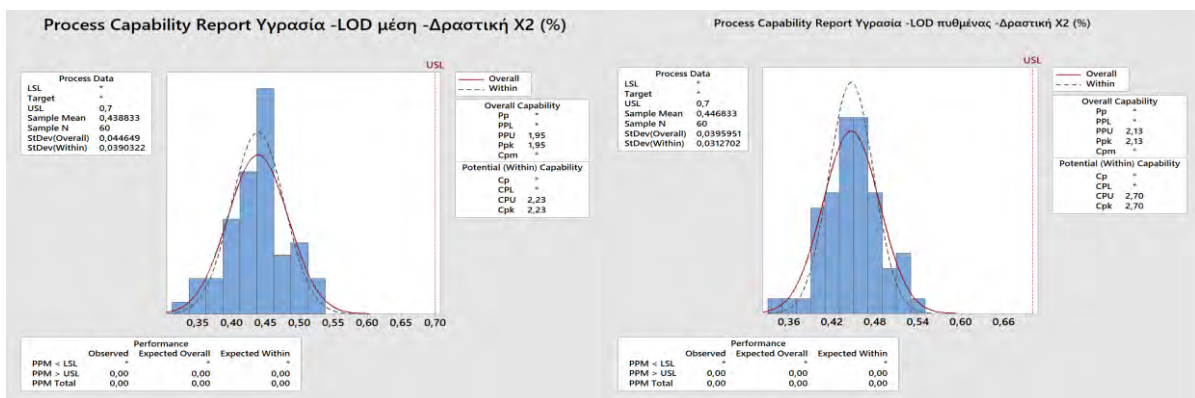 Process Capability Report Υγρασία -LOD μέση -Δραστική X2 (%)
USL
Process Data
LSL *
Target *
USL 0,7
Sample Mean 0,438833
Sample N 60
StDev(Overall) 0,044649
StDev(Within) 0,0390322
Overall
Within
Overall Capability
Pp *
PPL *
PPU 1,95
Ppk 1,95
Cpm *
Potential (Within) Capability
Cp *
CPL *
CPU 2,23
Cpk 2,23
0,35 0,40 0,45 0,50 0,55 0,60 0,65 0,70
Performance
Observed Expected Overall Expected Within
PPM < LSL * * *
PPM > USL 0,00 0,00 0,00
PPM Total 0,00 0,00 0,00
Process Capability Report Υγρασία -LOD πυθμένας -Δραστική X2 (%)
USL
Process Data
LSL *
Target *
USL 0,7
Sample Mean 0,446833
Sample N 60
StDev(Overall) 0,0395951
StDev(Within) 0,0312702
Overall
Within
Overall Capability
Pp *
PPL *
PPU 2,13
Ppk 2,13
Cpm *
Potential (Within) Capability
Cp *
CPL *
CPU 2,70
Cpk 2,70
0,36 0,42 0,48 0,54 0,60 0,66
Performance
Observed Expected Overall Expected Within
PPM < LSL * * *
PPM > USL 0,00 0,00 0,00
PPM Total 0,00 0,00 0,00